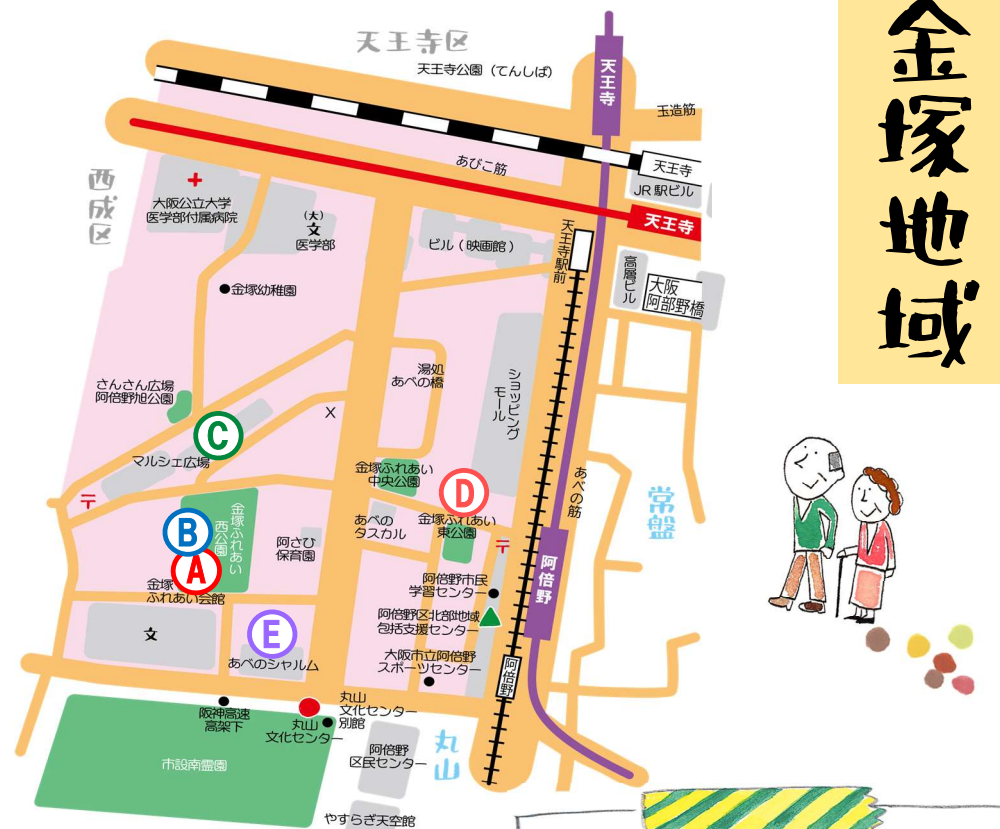 金塚地域
天王寺区
天王寺公園（てんしば）
天王寺
玉造筋
あびこ筋
天王寺
JR駅ビル
天王寺
西成区
大阪公立大学
医学部付属病院
(大)
文
医学部
ビル（映画館）
天王寺駅前
高層ビル
大阪
阿部野橋
金塚幼稚園
湯処
あべの橋
ショッピング
モール
さんさん広場
阿倍野旭公園
X
C
マルシェ広場
〒
金塚ふれあい
中央公園
D
金塚ふれあい
東公園
あべの筋
常盤
金塚ふれあい
西公園
B
A
あべの
タスカル
阿さひ
保育園
〒
阿倍野
金塚
ふれあい会館
阿倍野市民
学習センター
阿倍野区北部地域
包括支援センター
文
E
あべのシャルム
大阪市立阿倍野
スポーツセンター
阿倍野
阪神高速
高架下
丸山
文化センター
丸山
文化センター
別館
丸山
阿倍野
区民センター
市設南霊園
やすらぎ天空館